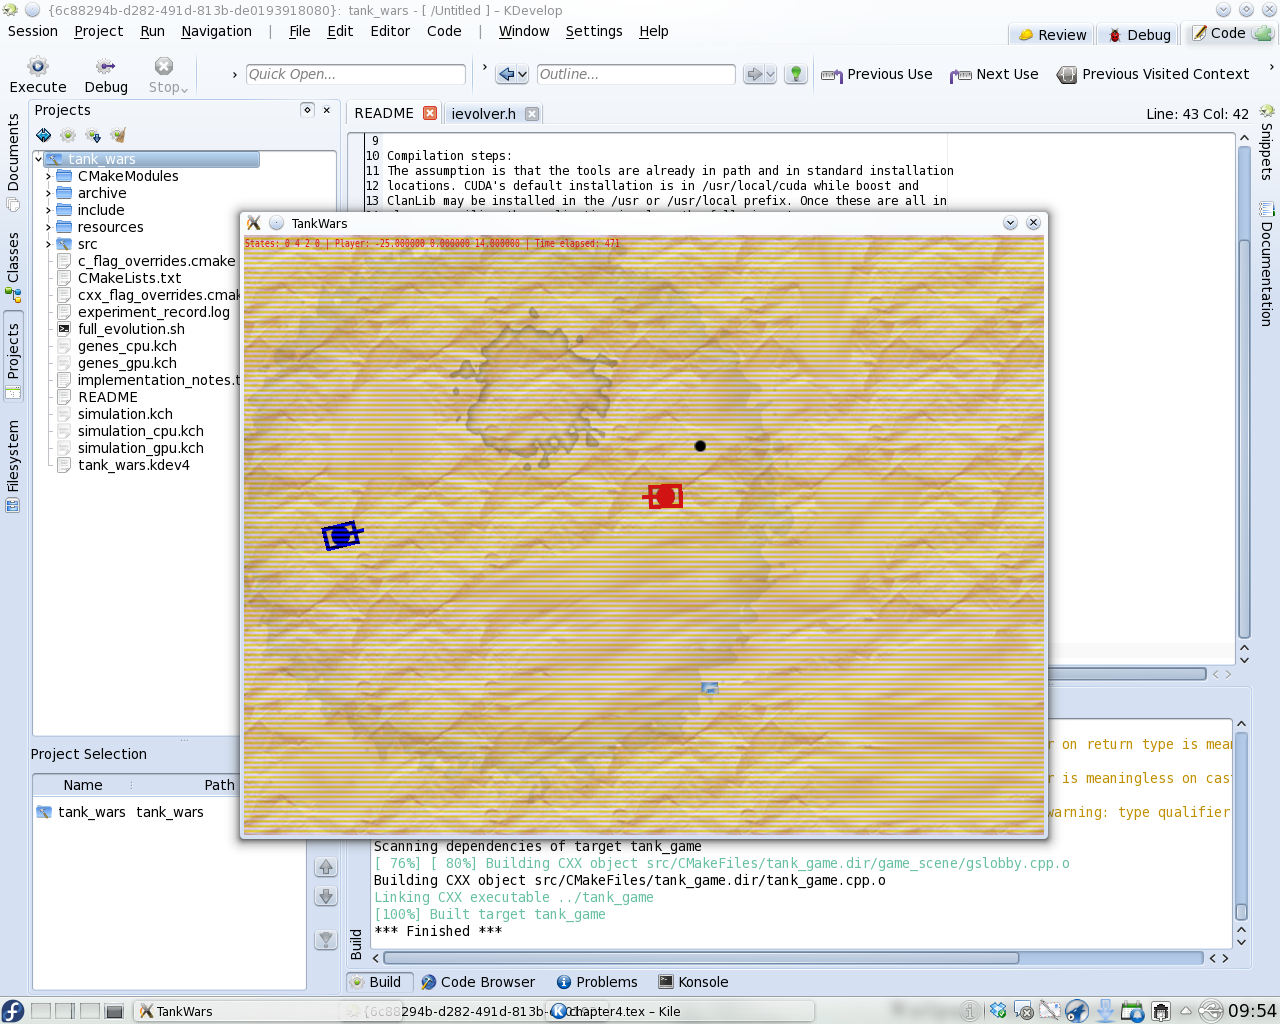 {6c88294b-d282-491d-813b-de0193918080}: tank_wars - [ /Untitled ] – KDevelop
Session Project Run Navigation | File Edit Editor Code | Window Settings Help
Review Debug Code
Execute Debug Stop
Quick Open...
Outline...
Previous Use Next Use Previous Visited Context
Documents
Classes
Projects
Filesystem
Projects
tank_wars
CMakeModules
archive
include
resources
src
c_flag_overrides.cmake
CMakeLists.txt
cxx_flag_overrides.cmak
experiment_record.log
full_evolution.sh
genes_cpu.kch
genes_gpu.kch
implementation_notes.t
README
simulation.kch
simulation_cpu.kch
simulation_gpu.kch
tank_wars.kdev4
Project Selection
Name Path
tank_wars tank_wars
README ievolver.h
Line: 43 Col: 42
9
10 Compilation steps:
11 The assumption is that the tools are already in path and in standard installation
12 locations. CUDA's default installation is in /usr/local/cuda while boost and
13 ClanLib may be installed in the /usr or /usr/local prefix. Once these are all in
TankWars
States: 0 4 2 0 | Player: -25.000000 0.000000 14.000000 | Time elapsed: 471
Snippets
Documentation
r on return type is mean
r is meaningless on cast
warning: type qualifier
Scanning dependencies of target tank_game
[ 76%] [ 80%] Building CXX object src/CMakeFiles/tank_game.dir/game_scene/gslobby.cpp.o
Building CXX object src/CMakeFiles/tank_game.dir/tank_game.cpp.o
Linking CXX executable ../tank_game
[100%] Built target tank_game
*** Finished ***
Build
Build Code Browser Problems Konsole
TankWars
{6c88294b-d282-491d-813b-
chapter4.tex – Kile
09:54